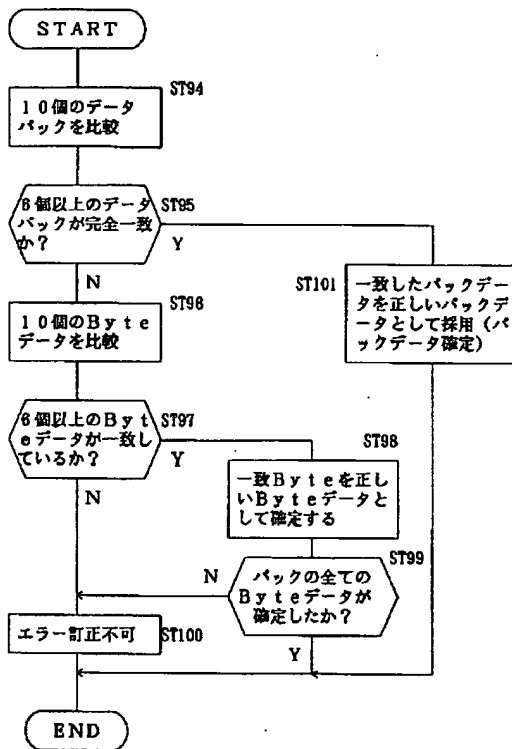 START
ST94
10個のデータ
パックを比較
6個以上のデータ
パックが完全一致
か?
ST95
Y
N
ST96
10個のByte
データを比較
ST101
一致したパックデー
タを正しいパックデ
ータとして採用(パ
ックデータ確定)
6個以上のByt
eデータが一致し
ているか?
ST97
Y
N
ST98
一致Byteを正し
いByteデータと
して確定する
ST99
パックの全ての
Byteデータが
確定したか?
N
Y
エラー訂正不可
ST100
END